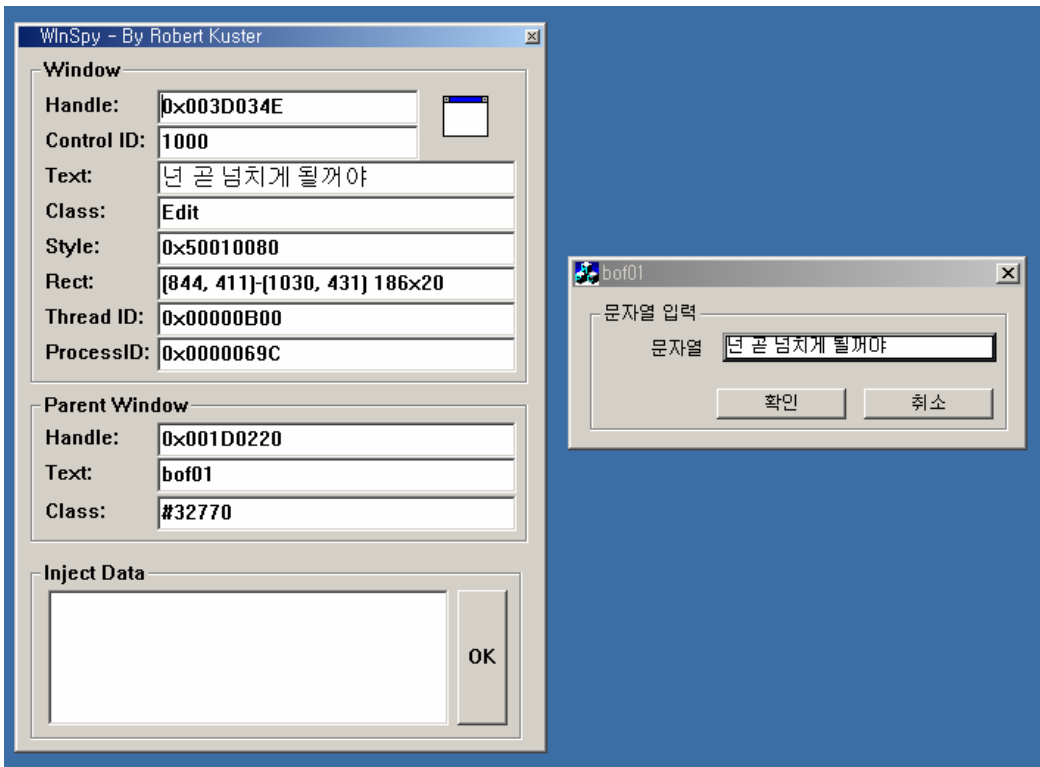 WInSpy - By Robert Kuster
Window
Handle: 0x003D034E
Control ID: 1000
Text: 넌 곧 넘치게 될꺼야
Class: Edit
Style: 0x50010080
Rect: (844, 411)-(1030, 431) 186x20
Thread ID: 0x00000B00
ProcessID: 0x0000069C
Parent Window
Handle: 0x001D0220
Text: bof01
Class: #32770
Inject Data
OK
bof01
문자열 입력
문자열 넌 곧 넘치게 될꺼야
확인 취소